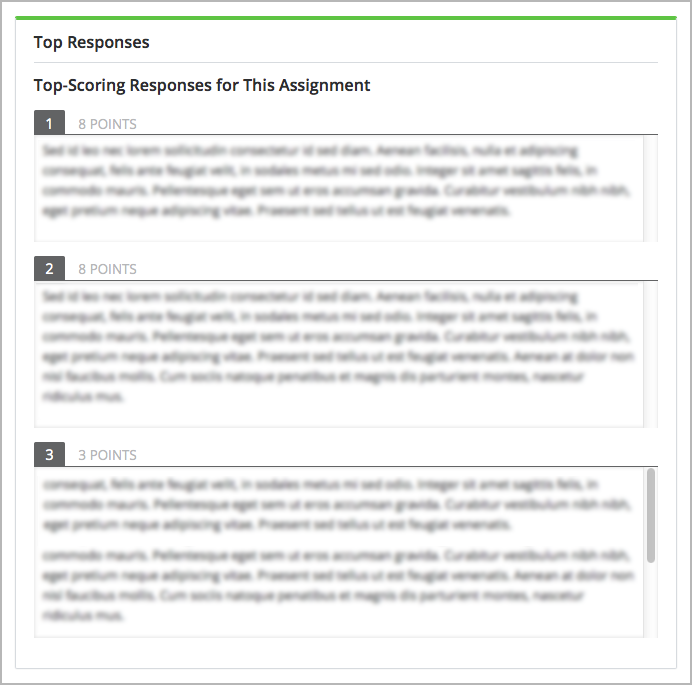 Top Responses
Top-Scoring Responses for This Assignment
1 8 POINTS
Sed id leo nec lorem sollicitudin consectetur id sed diam. Aenean facilisis, nulla et adipiscing
consequat, felis ante feugiat velit, in sodales metus mi sed odio. Integer sit amet sagittis felis, in
commodo mauris. Pellentesque eget sem ut eros accumsan gravida. Curabitur vestibulum nibh nibh,
eget pretium neque adipiscing vitae. Praesent sed tellus ut est feugiat venenatis.
2 8 POINTS
Sed id leo nec lorem sollicitudin consectetur id sed diam. Aenean facilisis, nulla et adipiscing
consequat, felis ante feugiat velit, in sodales metus mi sed odio. Integer sit amet sagittis felis, in
commodo mauris. Pellentesque eget sem ut eros accumsan gravida. Curabitur vestibulum nibh nibh,
eget pretium neque adipiscing vitae. Praesent sed tellus ut est feugiat venenatis. Aenean at dolor non
nisl faucibus mollis. Cum sociis natoque penatibus et magnis dis parturient montes, nascetur
ridiculus mus.
3 3 POINTS
consequat, felis ante feugiat velit, in sodales metus mi sed odio. Integer sit amet sagittis felis, in
commodo mauris. Pellentesque eget sem ut eros accumsan gravida. Curabitur vestibulum nibh nibh,
eget pretium neque adipiscing vitae. Praesent sed tellus ut est feugiat venenatis.
commodo mauris. Pellentesque eget sem ut eros accumsan gravida. Curabitur vestibulum nibh nibh,
eget pretium neque adipiscing vitae. Praesent sed tellus ut est feugiat venenatis. Aenean at dolor non
nisl faucibus mollis. Cum sociis natoque penatibus et magnis dis parturient montes, nascetur
ridiculus mus.